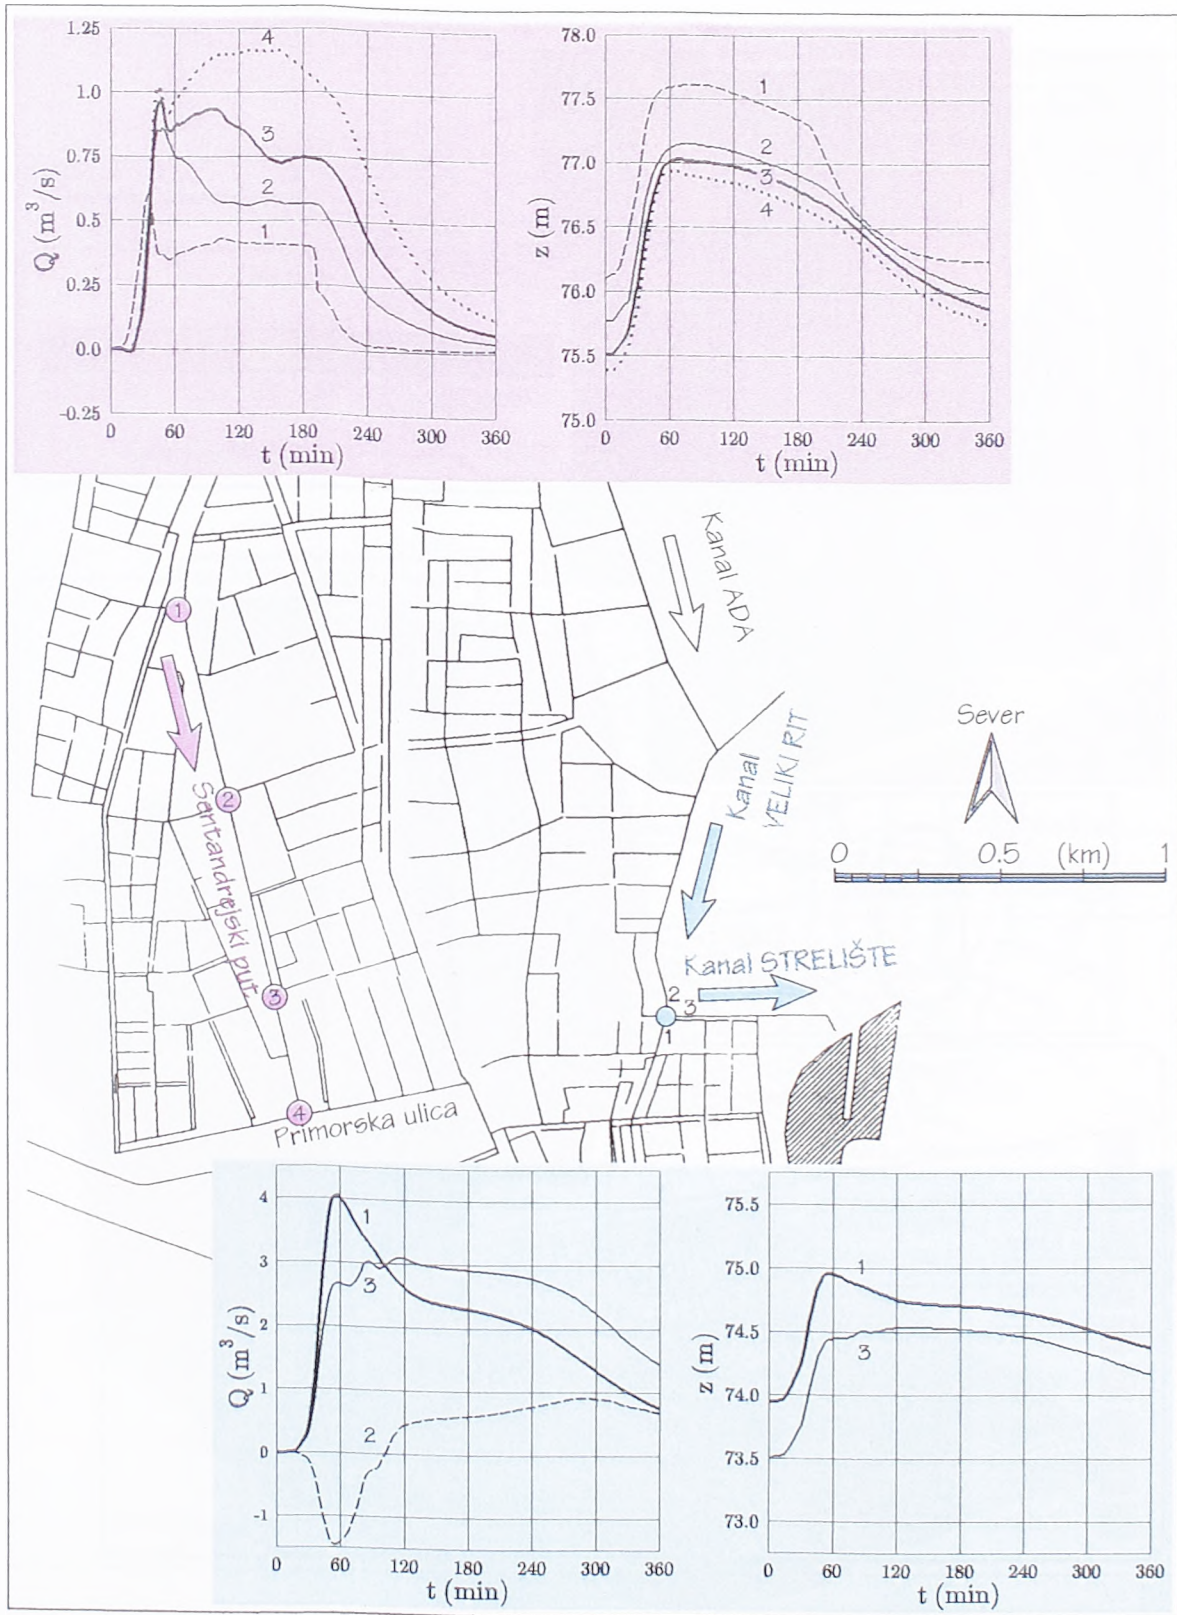 1.25
1.0
0.75
0.5
0.25
0.0
-0.25
Q (m³/s)
4
3
2
1
0 60 120 180 240 300 360
t (min)
78.0
77.5
77.0
76.5
76.0
75.5
75.0
z (m)
1
2
3
4
0 60 120 180 240 300 360
t (min)
Kanal ADA
1
2
Santandrejski put.
3
4
Primorska ulica
Kanal
VELIKI RIT
Sever
0 0.5 (km) 1
Kanal STRELIŠTE
2
3
1
4
3
2
1
0
-1
Q (m³/s)
1
3
2
0 60 120 180 240 300 360
t (min)
75.5
75.0
74.5
74.0
73.5
73.0
z (m)
1
3
0 60 120 180 240 300 360
t (min)